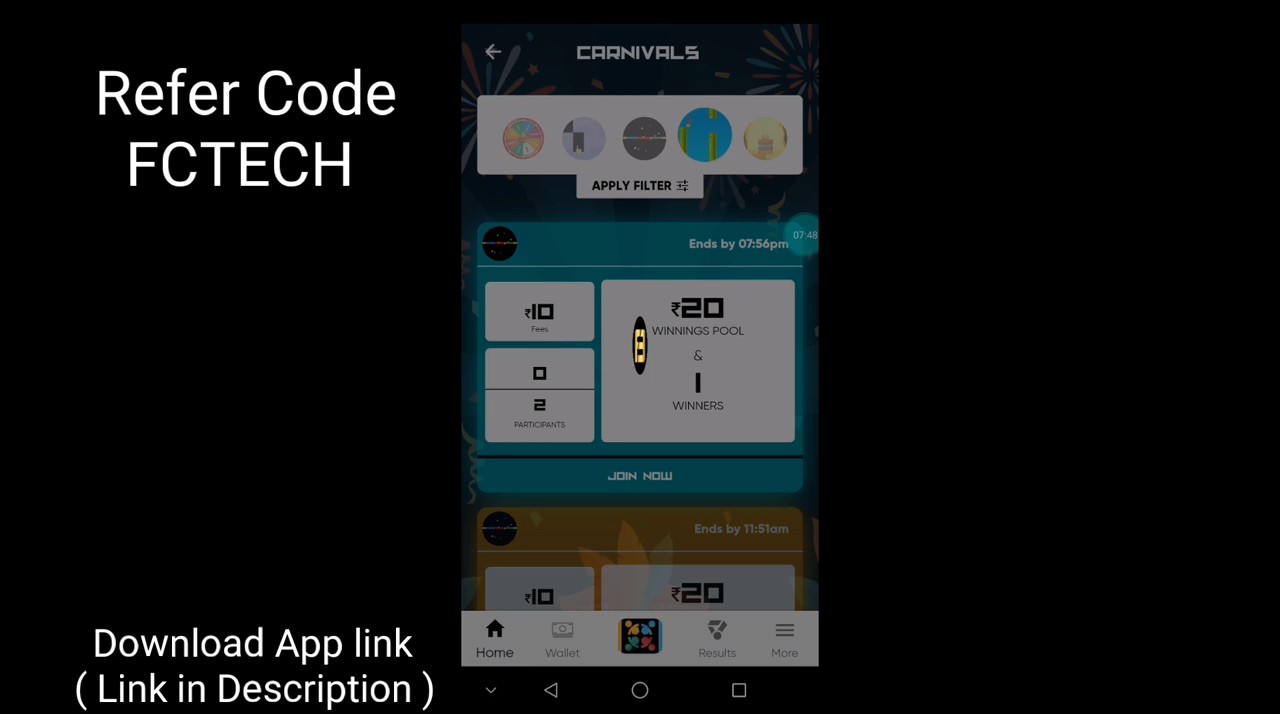 Refer Code
FCTECH
CARNIVALS
APPLY FILTER
Ends by 07:56pm
07:48
₹10
Fees
0
2
PARTICIPANTS
₹20
WINNINGS POOL
&
1
WINNERS
JOIN NOW
Ends by 11:51am
₹10
₹20
Home
Wallet
Results
More
Download App link
( Link in Description )